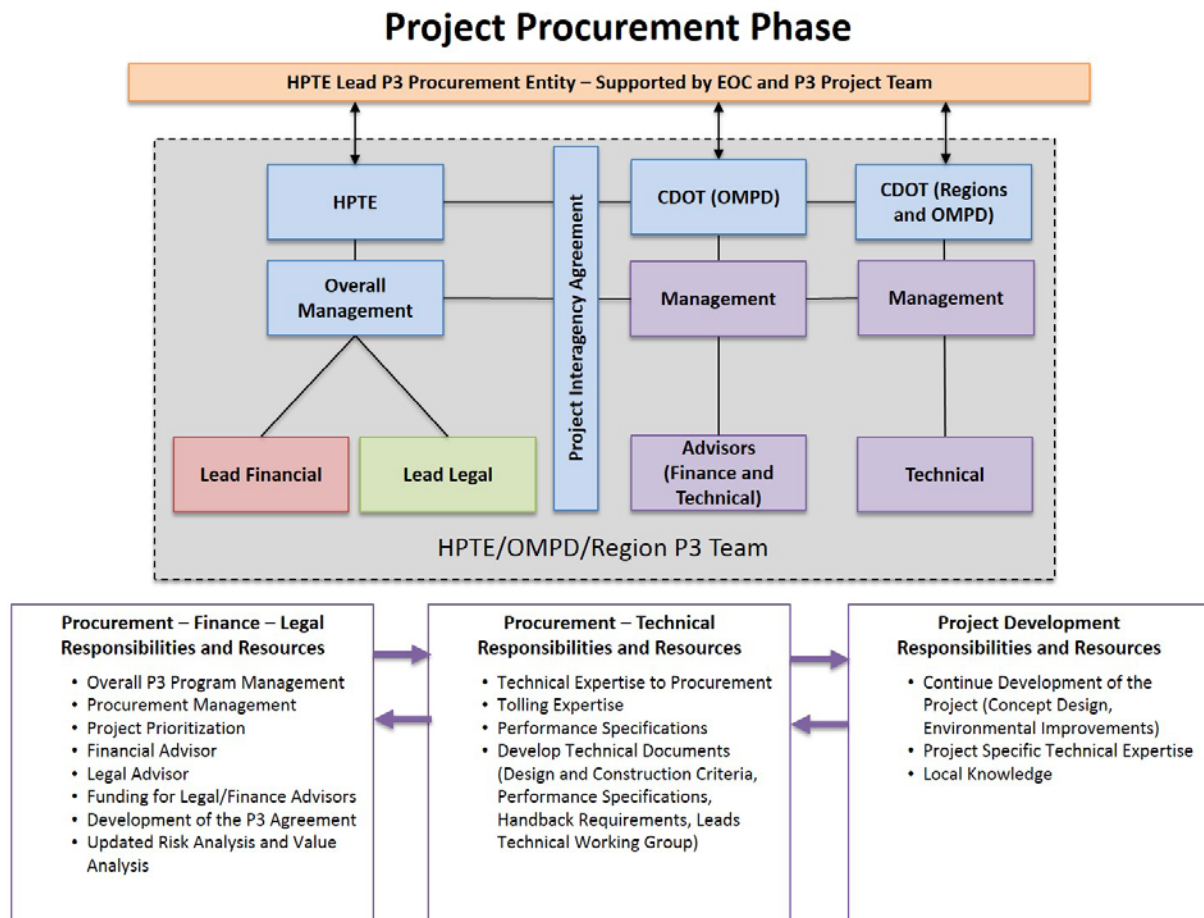 Project Procurement Phase
HPTE Lead P3 Procurement Entity – Supported by EOC and P3 Project Team
HPTE
Project Interagency Agreement
CDOT (OMPD)
CDOT (Regions
and OMPD)
Overall
Management
Management
Management
Lead Financial
Lead Legal
Advisors
(Finance and
Technical)
Technical
HPTE/OMPD/Region P3 Team
Procurement – Finance – Legal
Responsibilities and Resources
• Overall P3 Program Management
• Procurement Management
• Project Prioritization
• Financial Advisor
• Legal Advisor
• Funding for Legal/Finance Advisors
• Development of the P3 Agreement
• Updated Risk Analysis and Value
Analysis
Procurement – Technical
Responsibilities and Resources
• Technical Expertise to Procurement
• Tolling Expertise
• Performance Specifications
• Develop Technical Documents
(Design and Construction Criteria,
Performance Specifications,
Handback Requirements, Leads
Technical Working Group)
Project Development
Responsibilities and Resources
• Continue Development of the
Project (Concept Design,
Environmental Improvements)
• Project Specific Technical Expertise
• Local Knowledge